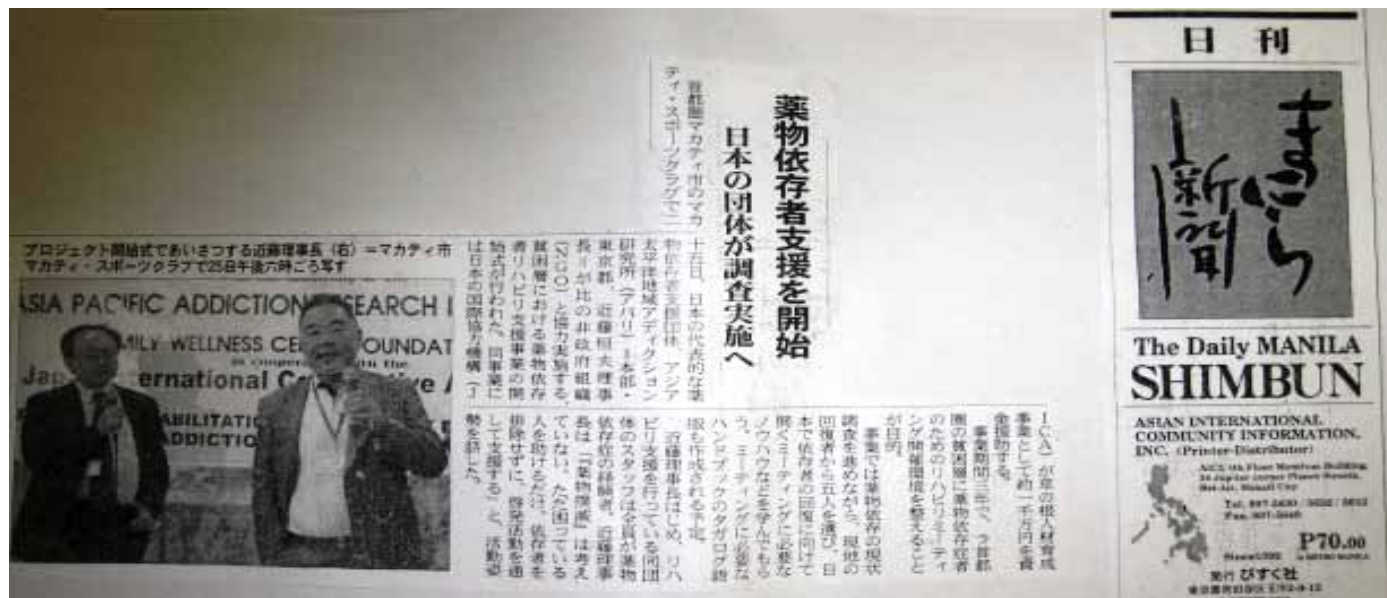 薬物依存者支援を開始
日本の団体が調査実施へ
首都圏マカティ市のマカ
ティ・スポーツクラブで二
十五日、日本の代表的な薬
物依存者支援団体、アジア
太平洋地域アディクション
研究所(アパリ)=本部・
東京都、近藤恒夫理事
長=が比の非政府組織
(NGO)と協力実施する、
貧困層における薬物依存
者リハビリ支援事業の開
始式が行われた。同事業に
は日本の国際協力機構(J
ICA)が草の根人材育成
事業として約一千万円を資
金援助する。
事業期間三年で、今首都
圏の貧困層に薬物依存症者
のためのリハビリミーティ
ング開催環境を整えること
が目的。
事業では薬物依存の現状
調査を進めながら、現地の
回復者から五人を選び、日
本で依存者の回復に向けて
開くミーティングに必要な
ノウハウなどを学んでもら
う。ミーティングに必要な
ハンドブックのタガログ語
版も作成される予定。
近藤理事長はじめ、リハ
ビリ支援を行っている同団
体のスタッフは全員が薬物
依存症の経験者。近藤理事
長は「『薬物撲滅』は考え
ていない。ただ困っている
人を助けるだけ。依存者を
排除せずに、啓発活動を通
して支援する」と、活動姿
勢を話した。
プロジェクト開始式であいさつする近藤理事長(右)=マカティ市
マカティ・スポーツクラブで25日午後六時ごろ写す
ASIA PACIFIC ADDICTION RESEARCH I
MILY WELLNESS CE OUNDAT
in cooperation with the
Jap ernational C ve A
ABILITATI
ADDICTIO
日刊
まにら新聞
The Daily MANILA
SHIMBUN
ASIAN INTERNATIONAL
COMMUNITY INFORMATION,
INC. (Printer-Distributor)
P70.00
in METRO MANILA
発行 びすく社